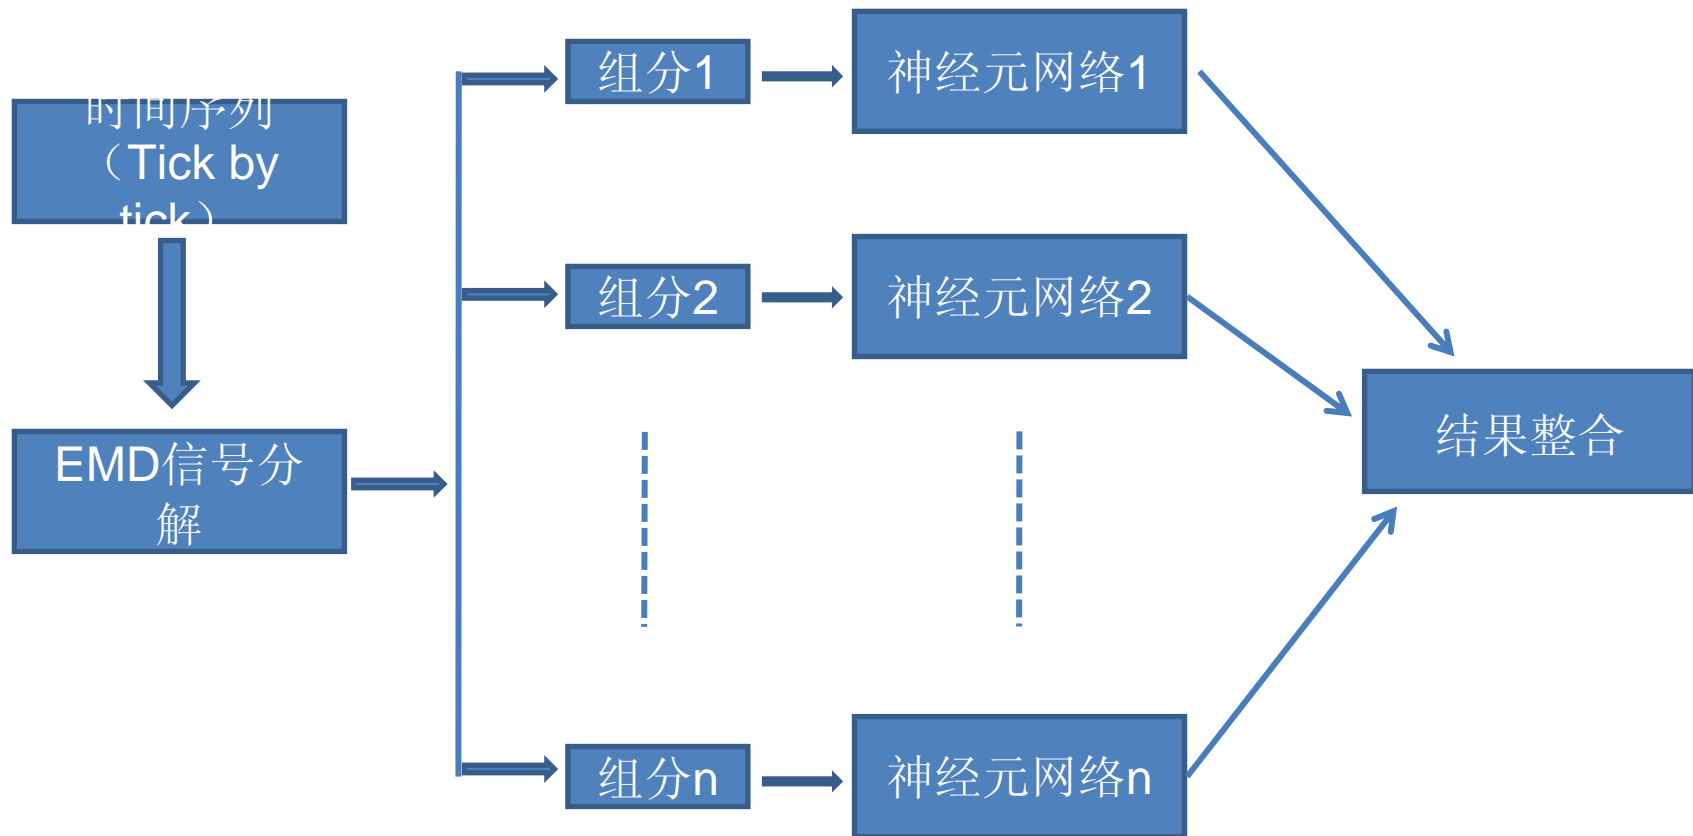 时间序列
（Tick by
tick）
EMD信号分
解
组分1
神经元网络1
组分2
神经元网络2
组分n
神经元网络n
结果整合